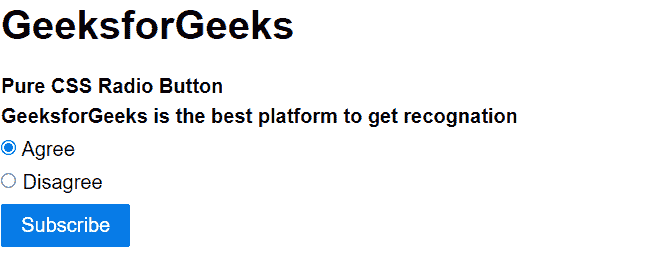 GeeksforGeeks
Pure CSS Radio Button
GeeksforGeeks is the best platform to get recognation
Agree
Disagree
Subscribe